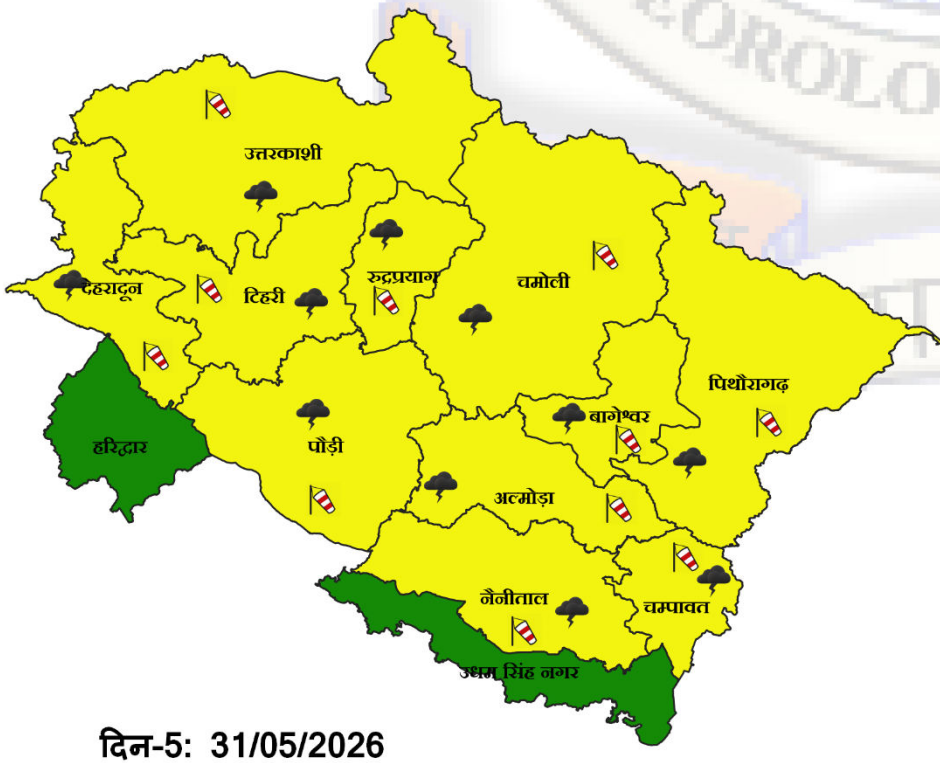 OROLO
उत्तरकाशी
देहरादून
टिहरी
रुद्रप्रयाग
चमोली
पिथौरागढ़
हरिद्वार
पौड़ी
बागेश्वर
अल्मोड़ा
नैनीताल
चम्पावत
उधम सिंह नगर
दिन-5: 31/05/2026